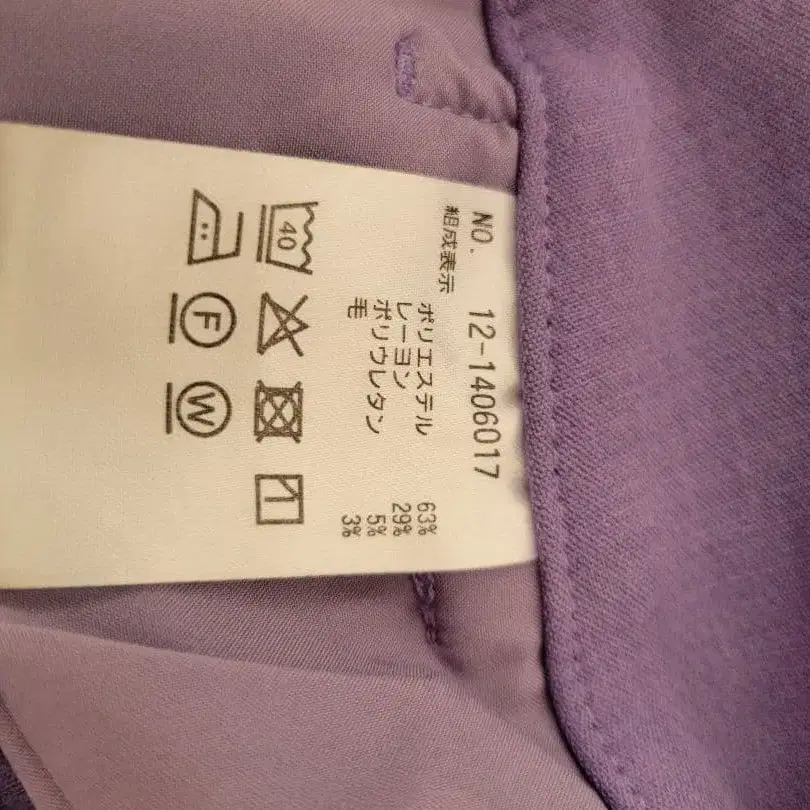 NO. 12-1406017
組成表示
ポリエステル 63%
レーヨン 29%
ポリウレタン 5%
毛 3%
40
F
W